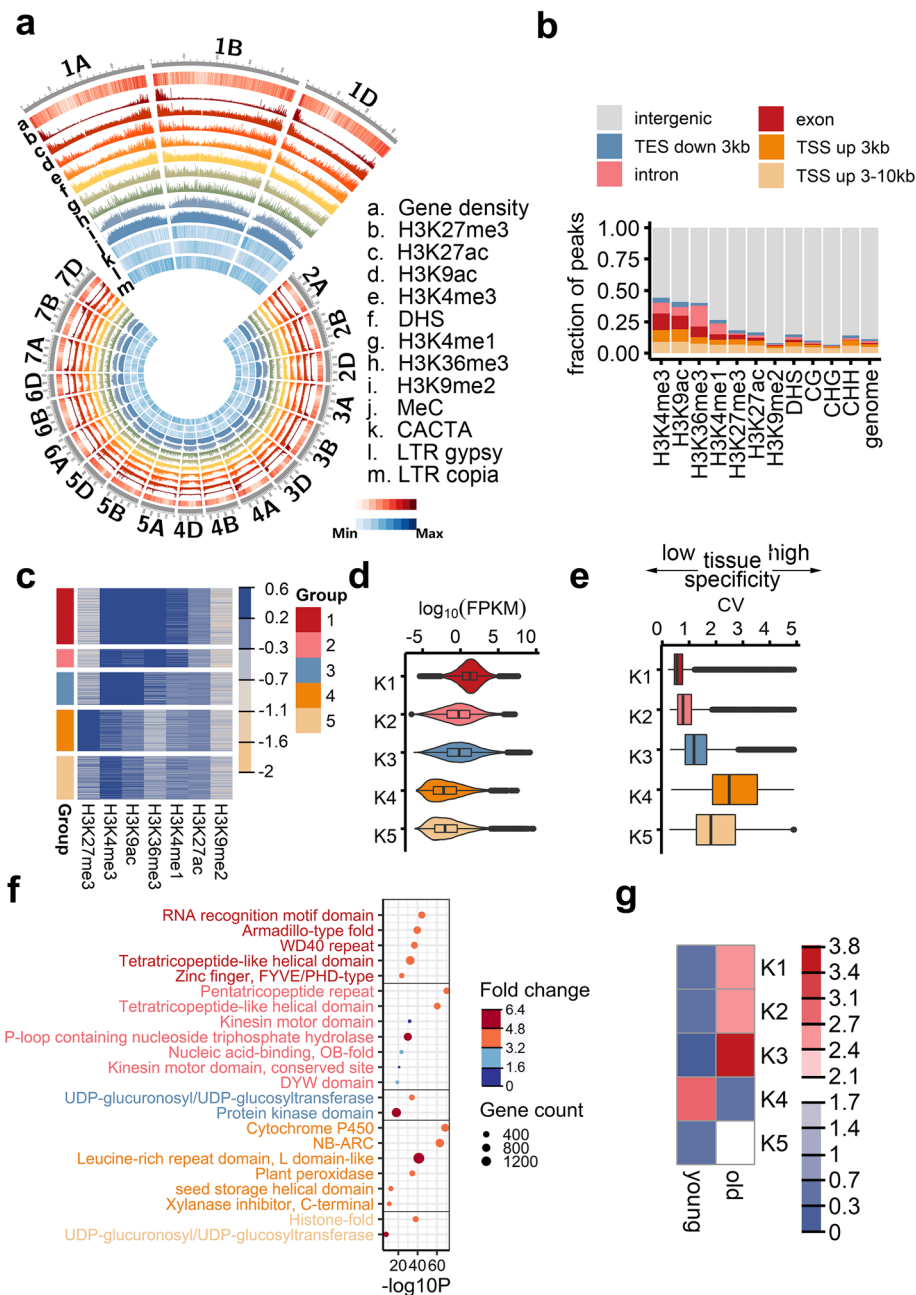 a
1A
1B
1D
a
b
c
d
e
f
g
h
i
j
k
l
m
2A
2B
2D
3A
3B
3D
4A
4B
4D
5A
5B
5D
6A
6B
6D
7A
7B
7D
a. Gene density
b. H3K27me3
c. H3K27ac
d. H3K9ac
e. H3K4me3
f. DHS
g. H3K4me1
h. H3K36me3
i. H3K9me2
j. MeC
k. CACTA
l. LTR gypsy
m. LTR copia
Min Max
b
intergenic
TES down 3kb
intron
exon
TSS up 3kb
TSS up 3-10kb
fraction of peaks
1.00
0.75
0.50
0.25
0.00
H3K4me3
H3K9ac
H3K36me3
H3K4me1
H3K27me3
H3K27ac
H3K9me2
DHS
CG
CHG
CHH
genome
c
0.6
0.2
-0.3
-0.7
-1.1
-1.6
-2
Group
1
2
3
4
5
Group
H3K27me3
H3K4me3
H3K9ac
H3K36me3
H3K4me1
H3K27ac
H3K9me2
d
log10(FPKM)
-5 0 5 10
K1
K2
K3
K4
K5
e
low tissue high
specificity
CV
0 1 2 3 4 5
K1
K2
K3
K4
K5
f
RNA recognition motif domain
Armadillo-type fold
WD40 repeat
Tetratricopeptide-like helical domain
Zinc finger, FYVE/PHD-type
Pentatricopeptide repeat
Tetratricopeptide-like helical domain
Kinesin motor domain
P-loop containing nucleoside triphosphate hydrolase
Nucleic acid-binding, OB-fold
Kinesin motor domain, conserved site
DYW domain
UDP-glucuronosyl/UDP-glucosyltransferase
Protein kinase domain
Cytochrome P450
NB-ARC
Leucine-rich repeat domain, L domain-like
Plant peroxidase
seed storage helical domain
Xylanase inhibitor, C-terminal
Histone-fold
UDP-glucuronosyl/UDP-glucosyltransferase
20 40 60
-log10P
Fold change
6.4
4.8
3.2
1.6
0
Gene count
400
800
1200
g
K1
K2
K3
K4
K5
young
old
3.8
3.4
3.1
2.7
2.4
2.1
1.7
1.4
1
0.7
0.3
0